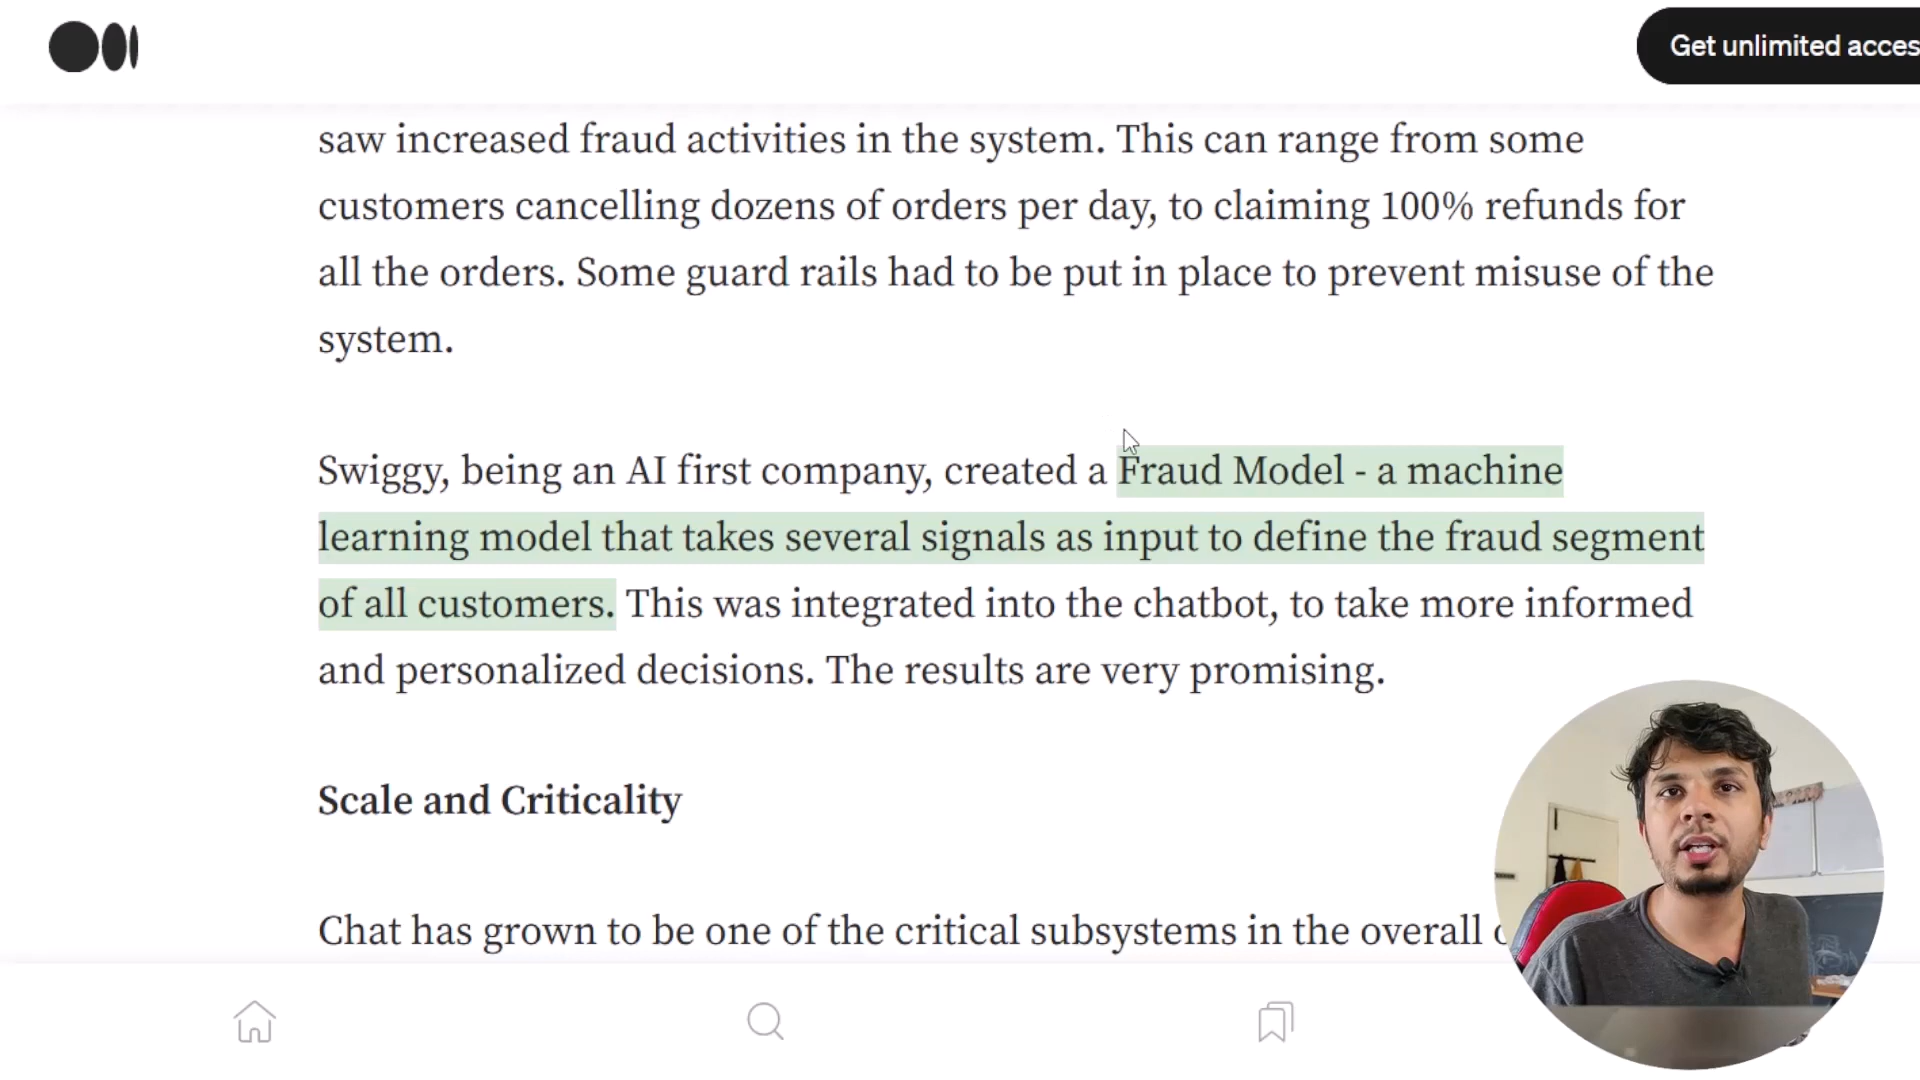 Get unlimited acces
saw increased fraud activities in the system. This can range from some
customers cancelling dozens of orders per day, to claiming 100% refunds for
all the orders. Some guard rails had to be put in place to prevent misuse of the
system.
Swiggy, being an AI first company, created a Fraud Model - a machine
learning model that takes several signals as input to define the fraud segment
of all customers. This was integrated into the chatbot, to take more informed
and personalized decisions. The results are very promising.
Scale and Criticality
Chat has grown to be one of the critical subsystems in the overall